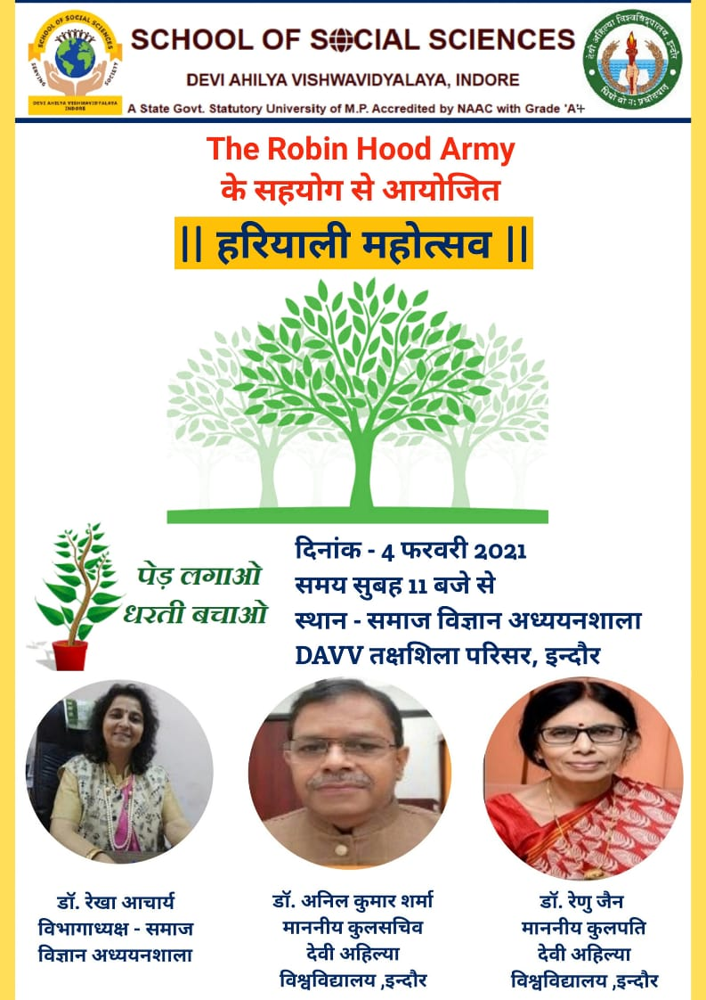 SCHOOL OF SOCIAL SCIENCES
SERVING SOCIETY
DEVI AHILYA VISHWAVIDYALAYA
INDORE
SCHOOL OF SOCIAL SCIENCES
DEVI AHILYA VISHWAVIDYALAYA, INDORE
A State Govt. Statutory University of M.P. Accredited by NAAC with Grade 'A'+
देवी अहिल्या विश्वविद्यालय, इन्दौर
धियो यो नः प्रचोदयात्
The Robin Hood Army
के सहयोग से आयोजित
|| हरियाली महोत्सव ||
पेड़ लगाओ
धरती बचाओ
दिनांक - 4 फरवरी 2021
समय सुबह 11 बजे से
स्थान - समाज विज्ञान अध्ययनशाला
DAVV तक्षशिला परिसर, इन्दौर
डॉ. रेखा आचार्य
विभागाध्यक्ष - समाज
विज्ञान अध्ययनशाला
डॉ. अनिल कुमार शर्मा
माननीय कुलसचिव
देवी अहिल्या
विश्वविद्यालय ,इन्दौर
डॉ. रेणु जैन
माननीय कुलपति
देवी अहिल्या
विश्वविद्यालय ,इन्दौर